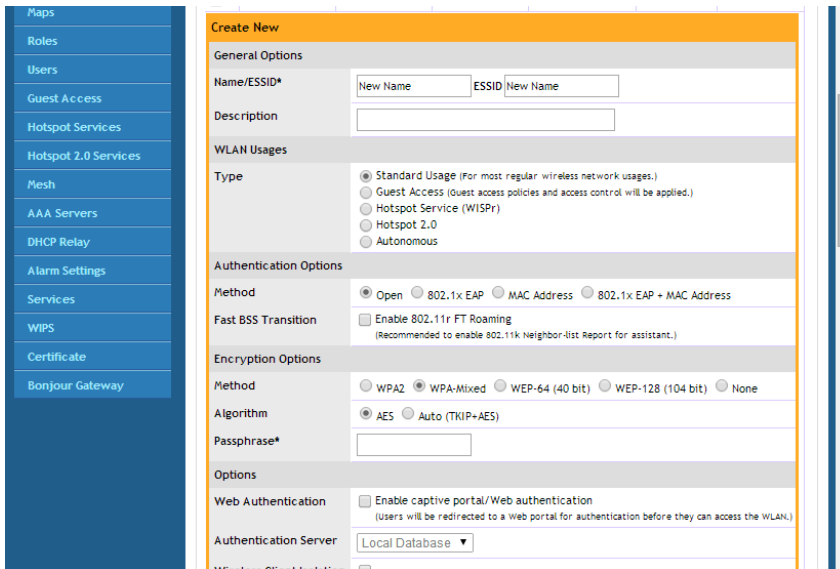 Maps
Roles
Users
Guest Access
Hotspot Services
Hotspot 2.0 Services
Mesh
AAA Servers
DHCP Relay
Alarm Settings
Services
WIPS
Certificate
Bonjour Gateway
Create New
General Options
Name/ESSID* New Name ESSID New Name
Description
WLAN Usages
Type Standard Usage (For most regular wireless network usages.)
Guest Access (Guest access policies and access control will be applied.)
Hotspot Service (WISPr)
Hotspot 2.0
Autonomous
Authentication Options
Method Open 802.1x EAP MAC Address 802.1x EAP + MAC Address
Fast BSS Transition Enable 802.11r FT Roaming
(Recommended to enable 802.11k Neighbor-list Report for assistant.)
Encryption Options
Method WPA2 WPA-Mixed WEP-64 (40 bit) WEP-128 (104 bit) None
Algorithm AES Auto (TKIP+AES)
Passphrase*
Options
Web Authentication Enable captive portal/Web authentication
(Users will be redirected to a Web portal for authentication before they can access the WLAN.)
Authentication Server Local Database
Wireless Client Isolation